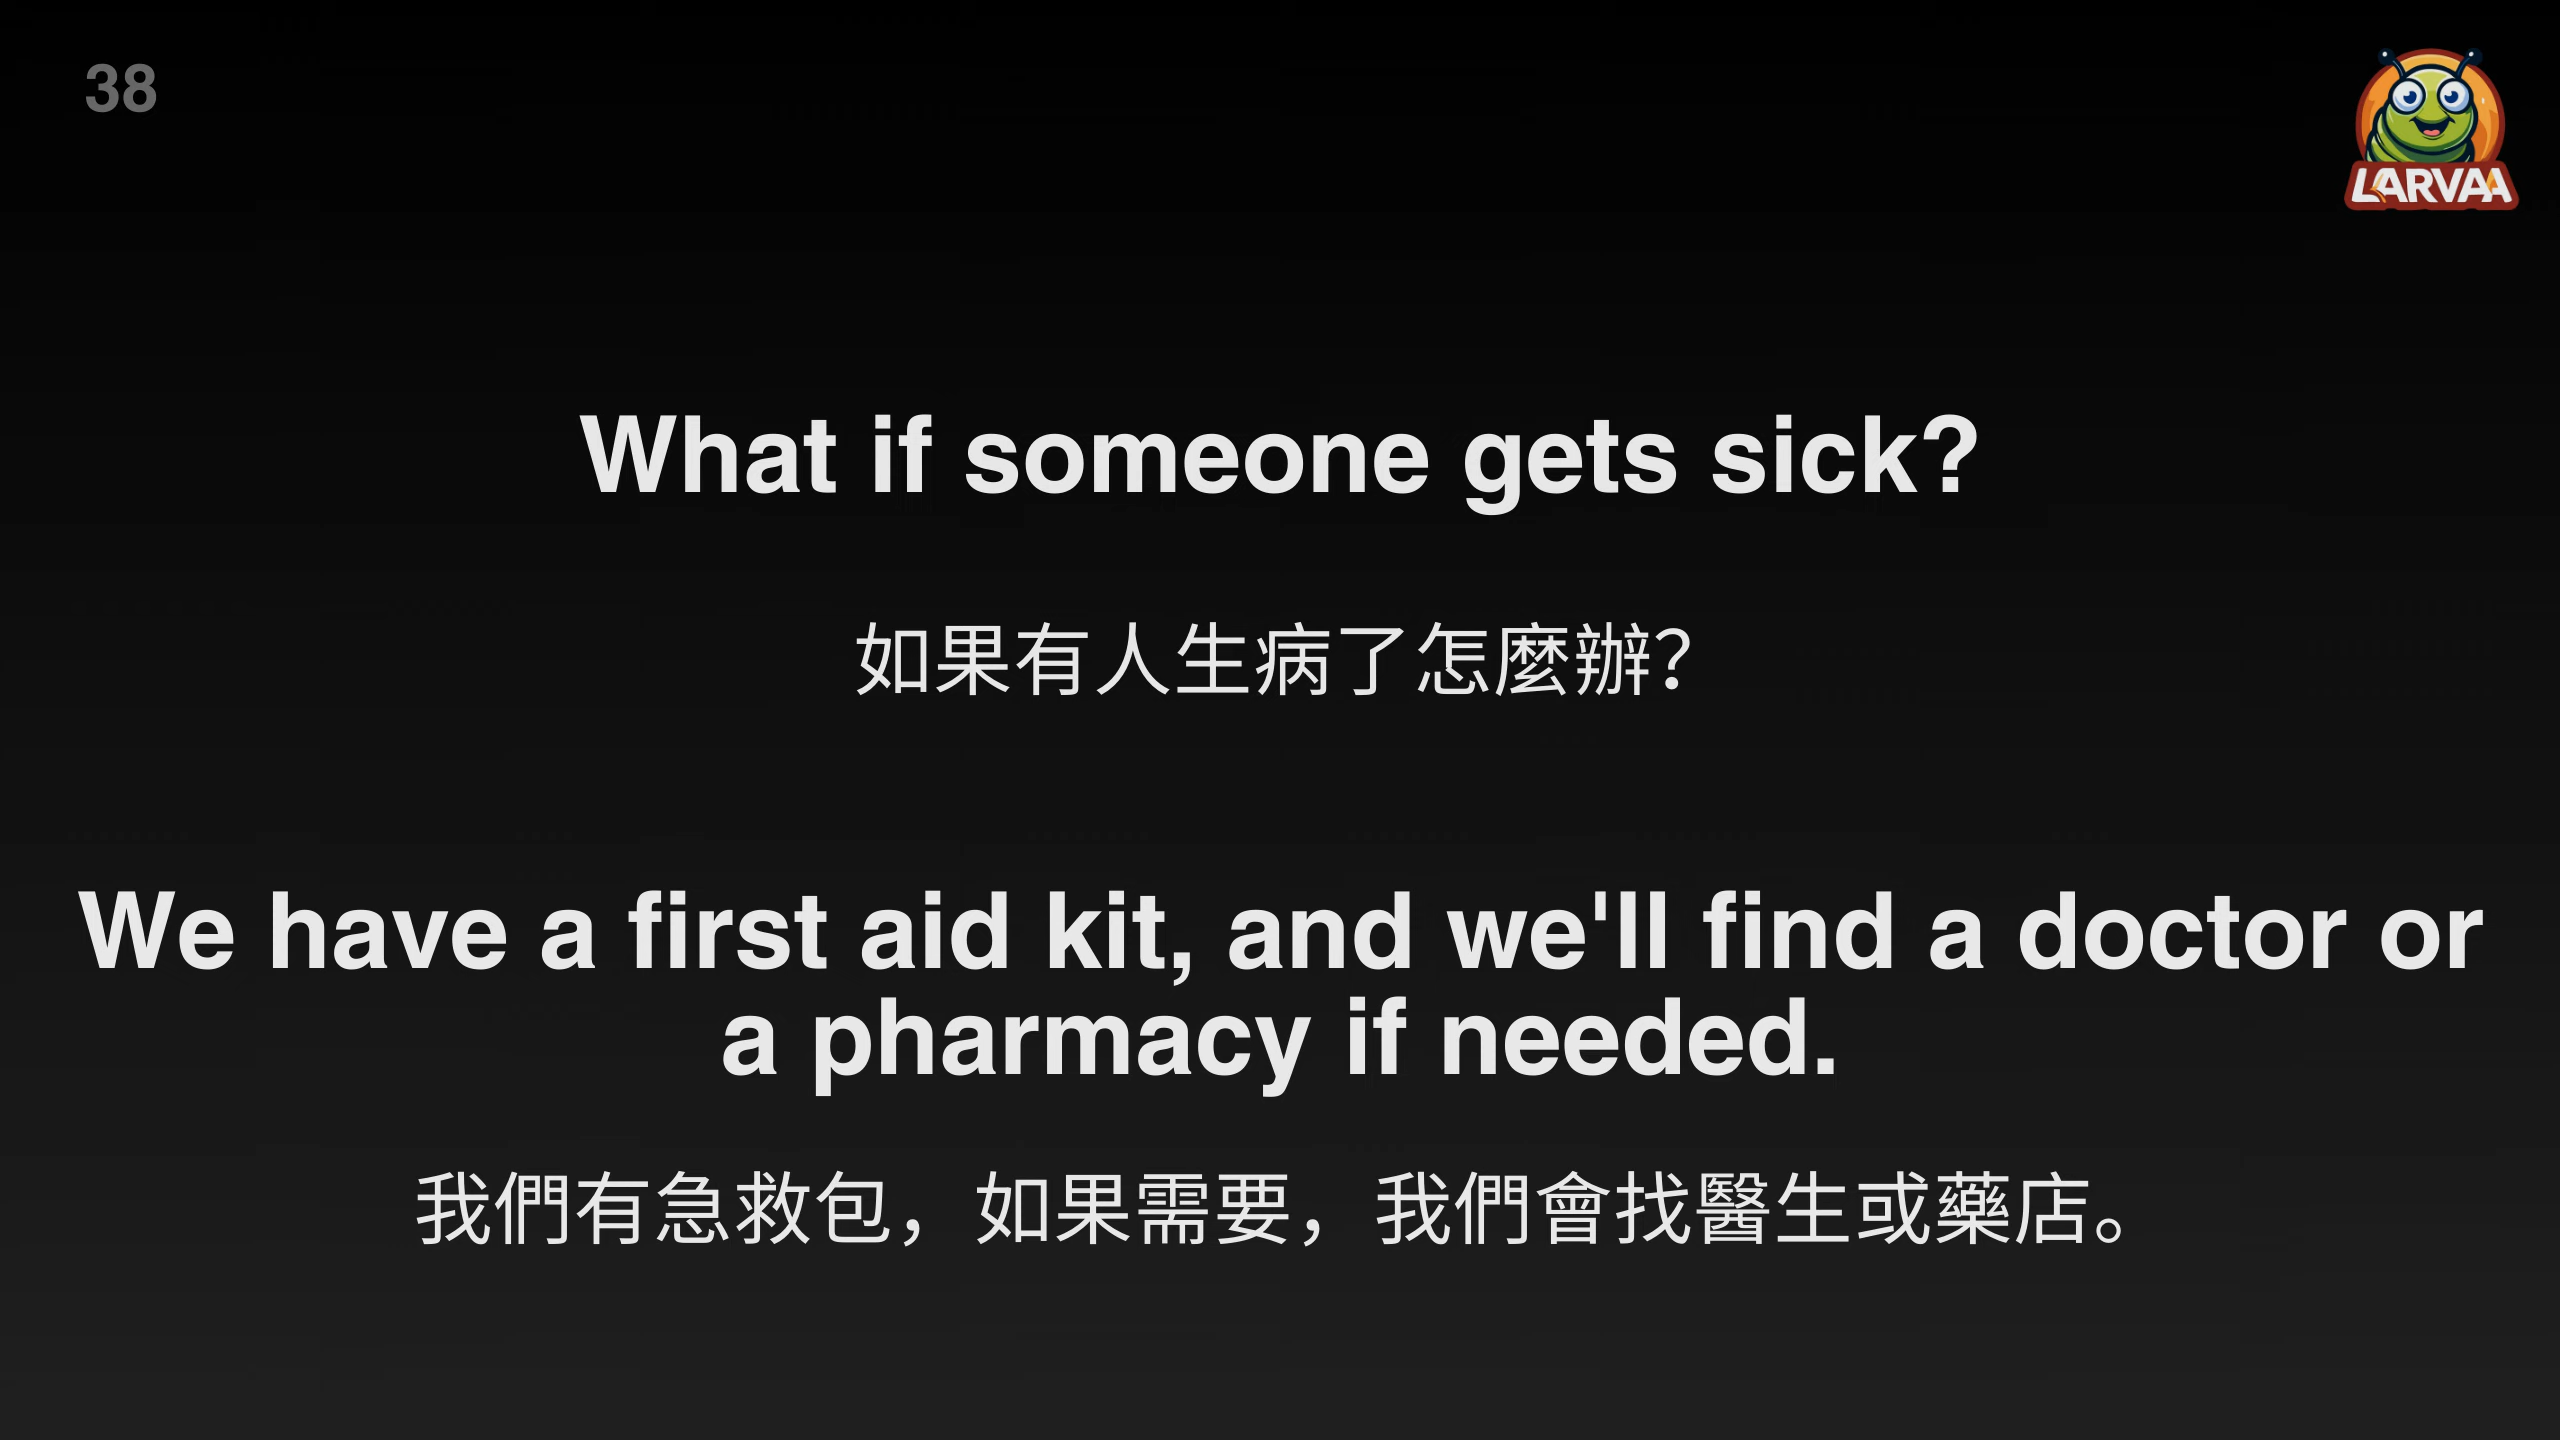 38
LARVAA
What if someone gets sick?
如果有人生病了怎麼辦？
We have a first aid kit, and we'll find a doctor or
a pharmacy if needed.
我們有急救包，如果需要，我們會找醫生或藥店。